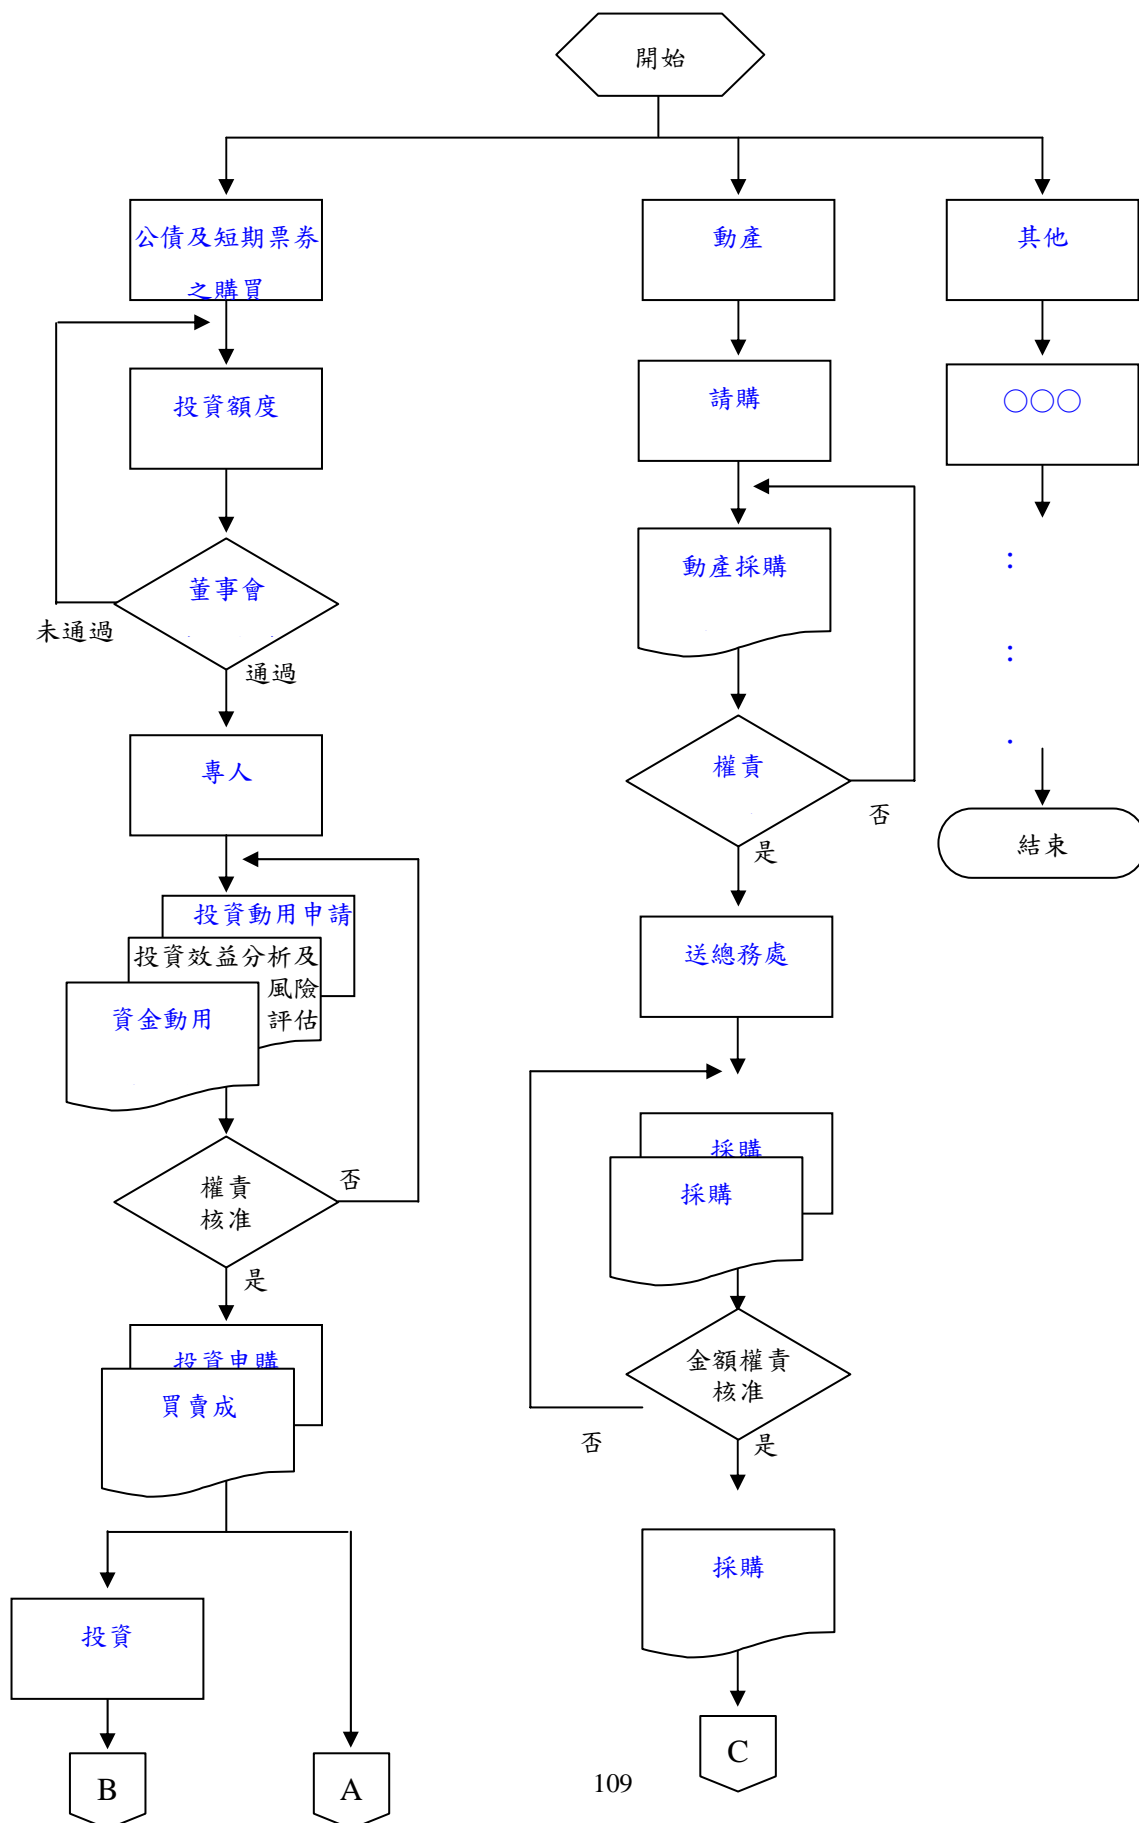 開始
公債及短期票券
之購買
投資額度
董事會
未通過
通過
專人
投資動用申請
投資效益分析及
風險
評估
資金動用
權責
核准
否
是
投資申購
買賣成
投資
B
A
動產
請購
動產採購
權責
否
是
送總務處
採購
採購
金額權責
核准
否
是
採購
C
其他
○○○
:
:
.
結束
109